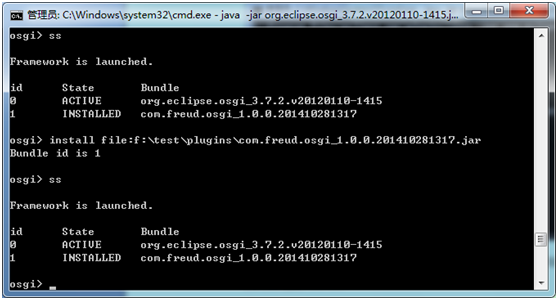 管理员: C:\Windows\system32\cmd.exe - java -jar org.eclipse.osgi_3.7.2.v20120110-1415.j...
osgi> ss
Framework is launched.
id State Bundle
0 ACTIVE org.eclipse.osgi_3.7.2.v20120110-1415
1 INSTALLED com.freud.osgi_1.0.0.201410281317
osgi> install file:f:\test\plugins\com.freud.osgi_1.0.0.201410281317.jar
Bundle id is 1
osgi> ss
Framework is launched.
id State Bundle
0 ACTIVE org.eclipse.osgi_3.7.2.v20120110-1415
1 INSTALLED com.freud.osgi_1.0.0.201410281317
osgi> _